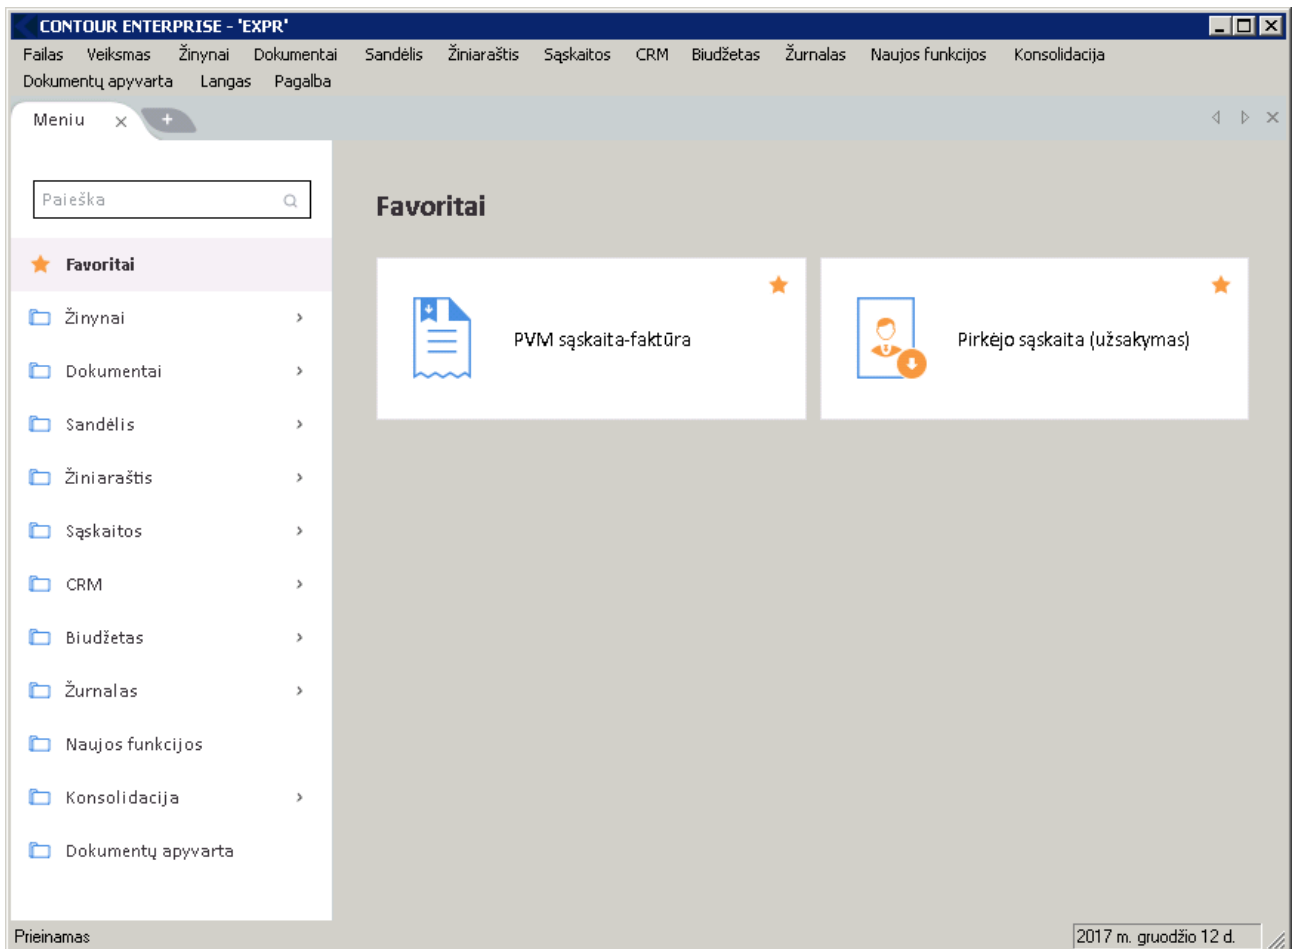 CONTOUR ENTERPRISE - 'EXPR'
Failas Veiksmas Žinynai Dokumentai Sandėlis Žiniaraštis Sąskaitos CRM Biudžetas Žurnalas Naujos funkcijos Konsolidacija
Dokumentų apyvarta Langas Pagalba
Meniu
Paieška
Favoritai
Žinynai
Dokumentai
Sandėlis
Žiniaraštis
Sąskaitos
CRM
Biudžetas
Žurnalas
Naujos funkcijos
Konsolidacija
Dokumentų apyvarta
Favoritai
PVM sąskaita-faktūra
Pirkėjo sąskaita (užsakymas)
Prieinamas
2017 m. gruodžio 12 d.